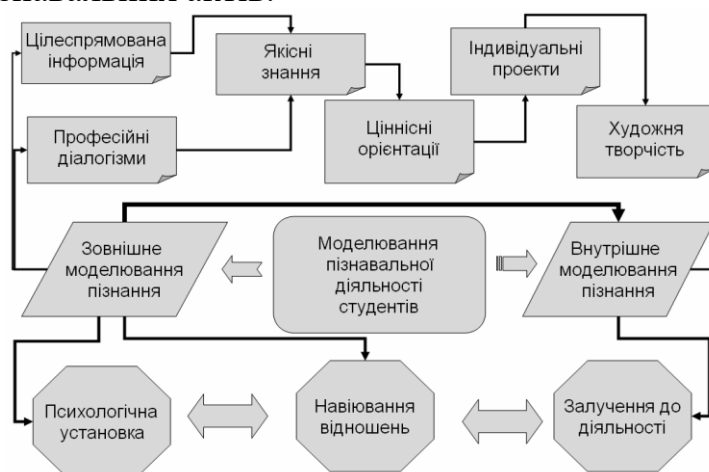 Цілеспрямована
інформація
Якісні
знання
Індивідуальні
проекти
Професійні
діалогізми
Ціннісні
орієнтації
Художня
творчість
Зовнішнє
моделювання
пізнання
Моделювання
пізнавальної
діяльності
студентів
Внутрішнє
моделювання
пізнання
Психологічна
установка
Навіювання
відношень
Залучення до
діяльності